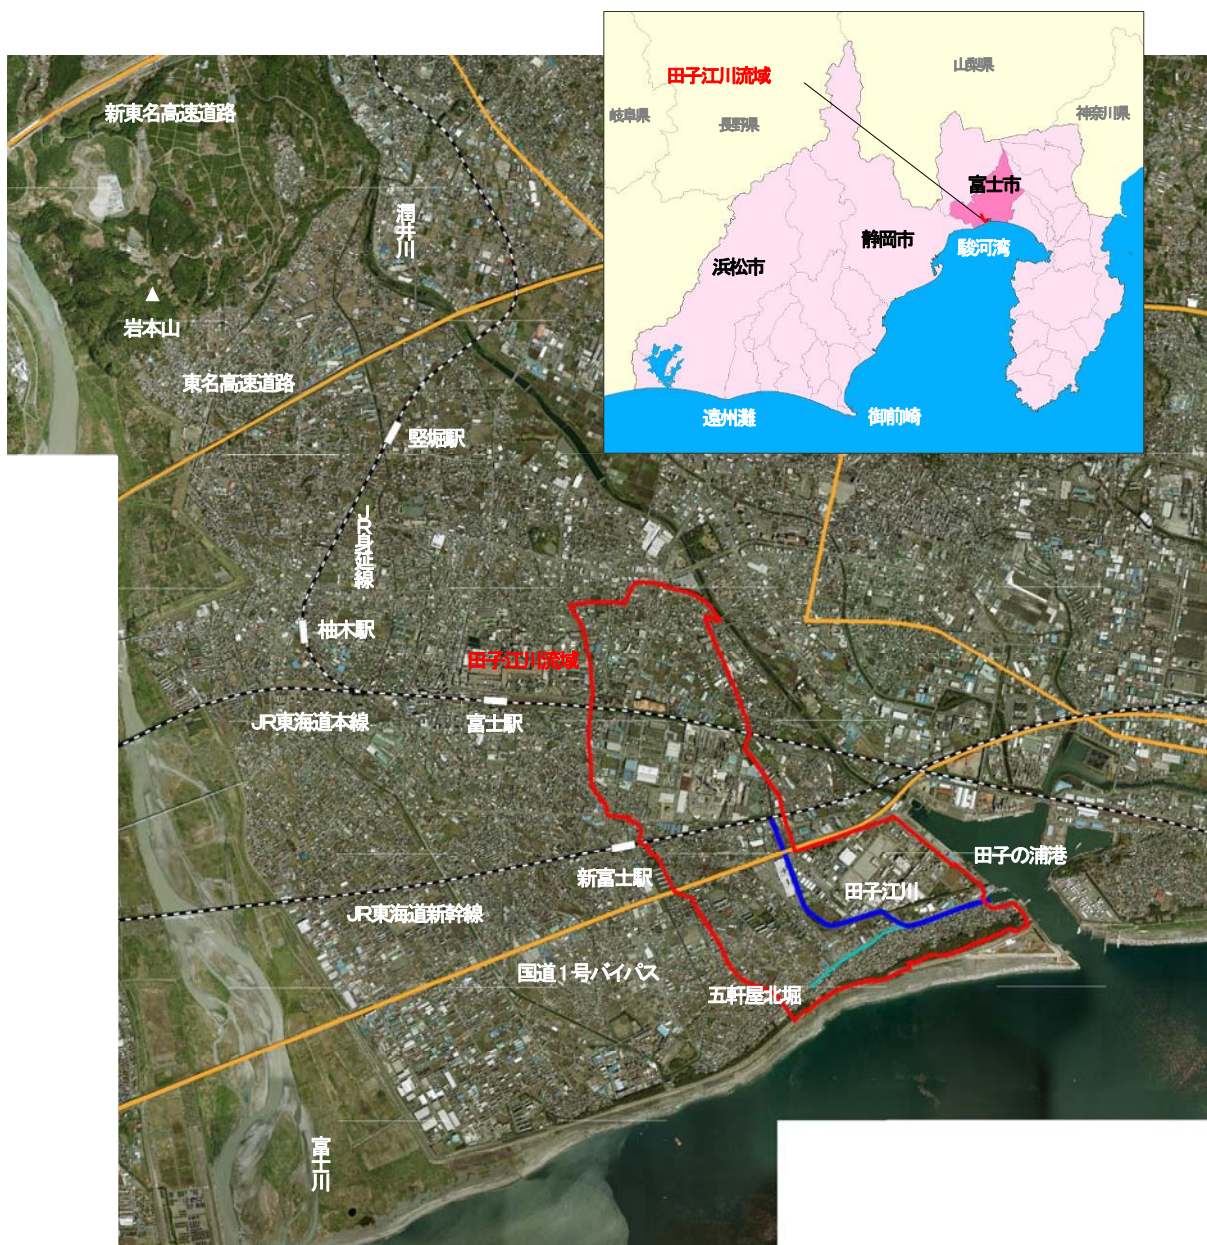 田子江川流域
山梨県
岐阜県
長野県
神奈川県
富士市
静岡市
浜松市
駿河湾
遠州灘
御前崎
新東名高速道路
潤井川
岩本山
東名高速道路
竪堀駅
JR身延線
柚木駅
田子江川流域
JR東海道本線
富士駅
田子の浦港
新富士駅
田子江川
JR東海道新幹線
国道1号バイパス
五軒屋北堀
富士川